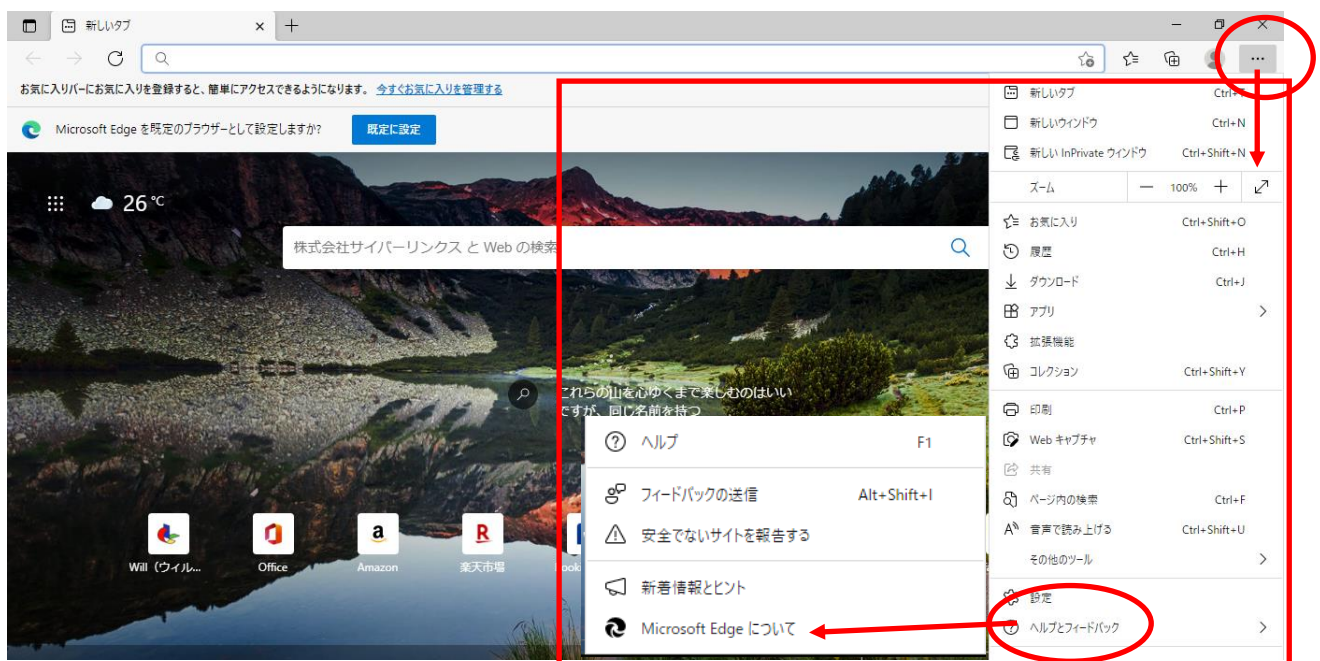 新しいタブ
お気に入りバーにお気に入りを登録すると、簡単にアクセスできるようになります。 今すぐお気に入りを管理する
Microsoft Edge を既定のブラウザーとして設定しますか? 既定に設定
26 ℃
株式会社サイバーリンクス と Web の検索
これらの山を心ゆくまで楽しむのはいい
ですが、同じ名前を持つ
Will (ウィル...
Office
Amazon
楽天市場
新しいタブ
新しいウィンドウ Ctrl+N
新しい InPrivate ウィンドウ Ctrl+Shift+N
ズーム 100%
お気に入り Ctrl+Shift+O
履歴 Ctrl+H
ダウンロード Ctrl+J
アプリ
拡張機能
コレクション Ctrl+Shift+Y
印刷 Ctrl+P
Web キャプチャ Ctrl+Shift+S
共有
ページ内の検索 Ctrl+F
音声で読み上げる Ctrl+Shift+U
その他のツール
設定
ヘルプとフィードバック
ヘルプ F1
フィードバックの送信 Alt+Shift+I
安全でないサイトを報告する
新着情報とヒント
Microsoft Edge について